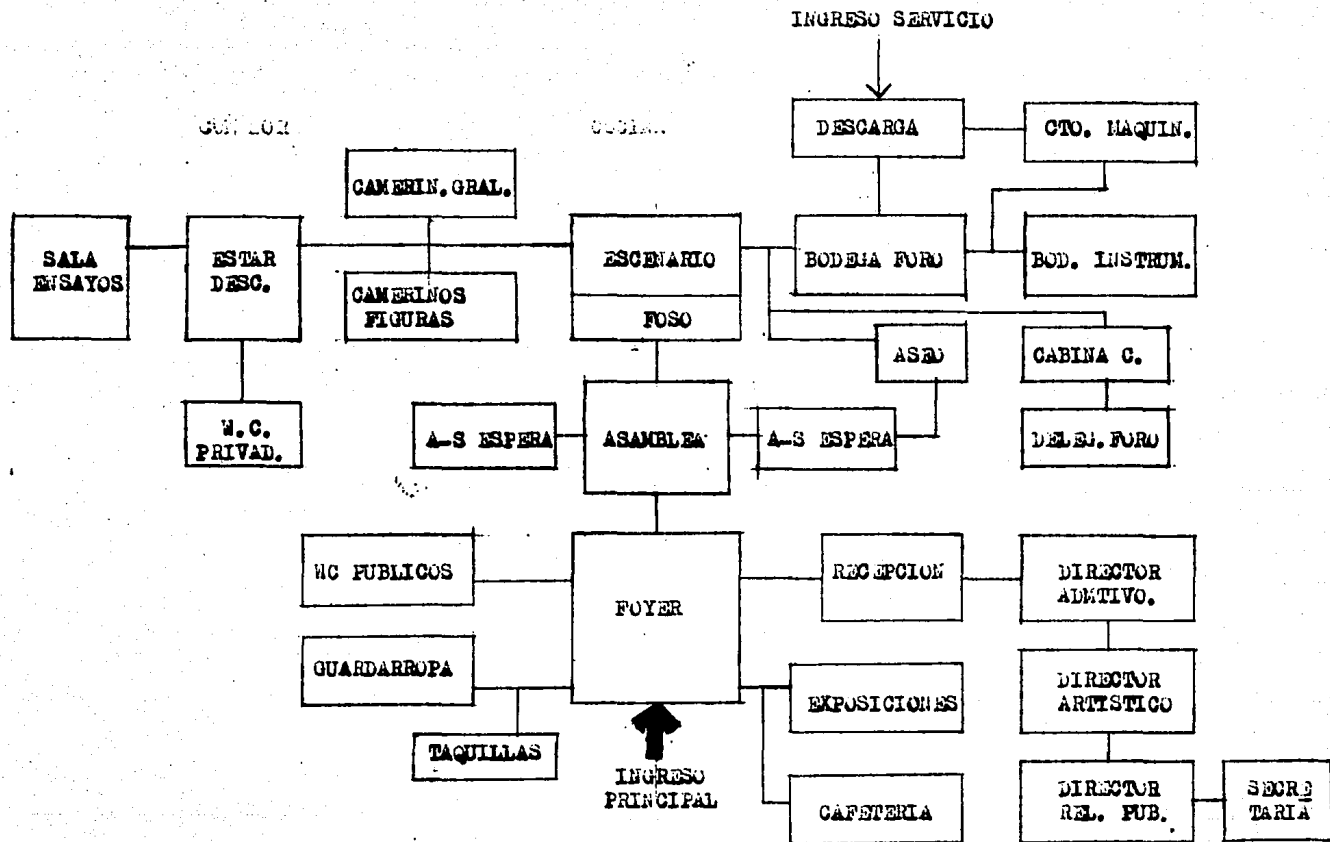 INGRESO SERVICIO
DESCARGA
CTO. MAQUIN.
CAMERIN.GRAL.
SALA
ENSAYOS
ESTAR
DESC.
ESCENARIO
BODEGA FORO
BOD. INSTRUM.
CAMERINOS
FIGURAS
FOSO
ASEO
CABINA C.
W.C.
PRIVAD.
A-S ESPERA
ASAMBLEA
A-S ESPERA
DELEG.FORO
WC PUBLICOS
FOYER
RECEPCION
DIRECTOR
ADMTIVO.
GUARDARROPA
EXPOSICIONES
DIRECTOR
ARTISTICO
TAQUILLAS
INGRESO
PRINCIPAL
CAFETERIA
DIRECTOR
REL. PUB.
SECRE
TARIA